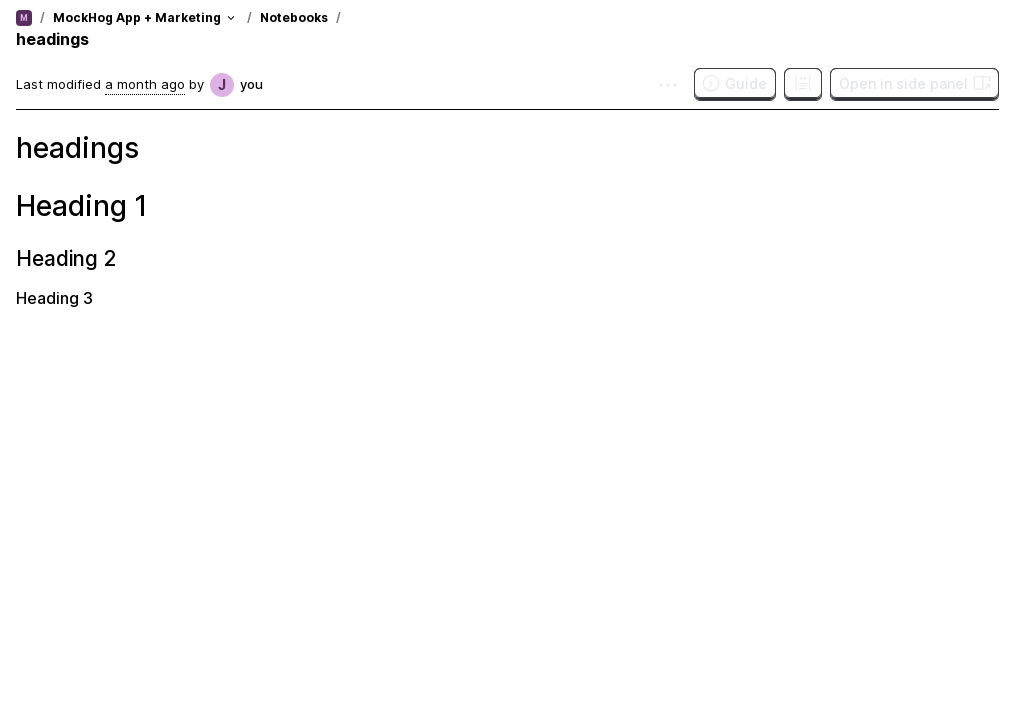 M / MockHog App + Marketing / Notebooks /
headings
Last modified a month ago by J you
Guide
Open in side panel
headings
Heading 1
Heading 2
Heading 3